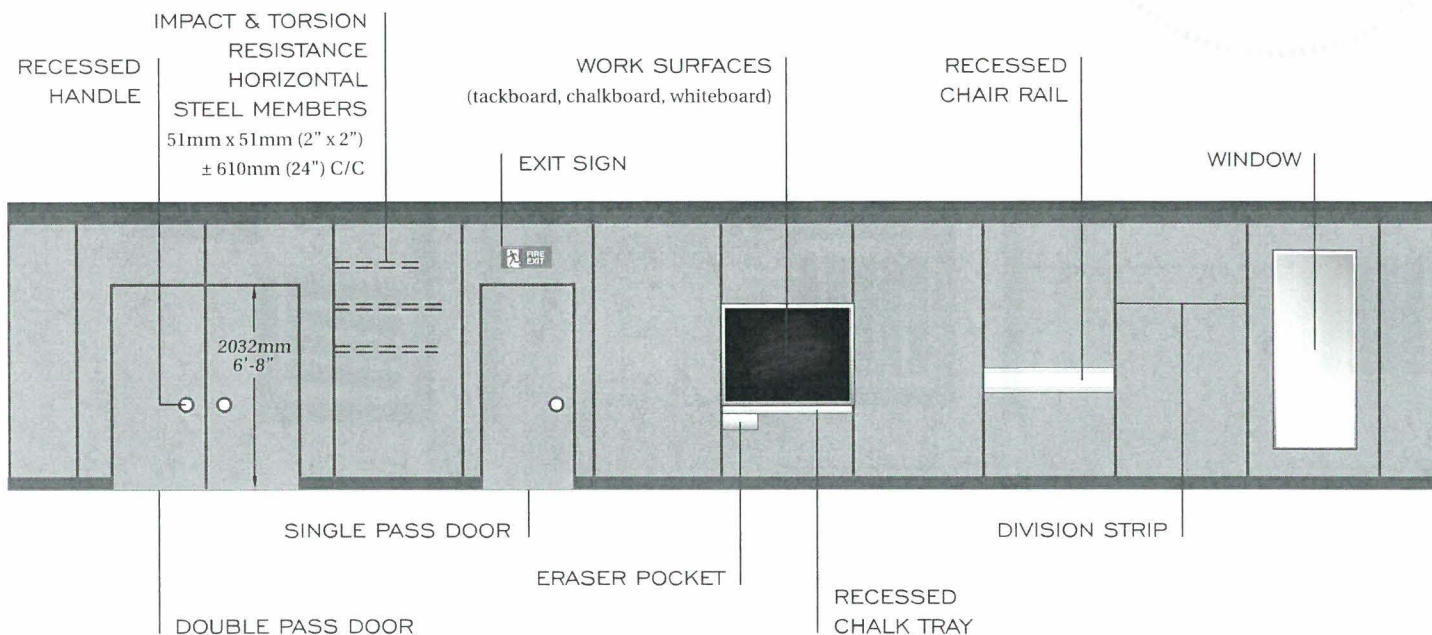 IMPACT & TORSION
RESISTANCE
HORIZONTAL
STEEL MEMBERS
51mm x 51mm (2” x 2”)
± 610mm (24”) C/C
RECESSED
HANDLE
WORK SURFACES
(tackboard, chalkboard, whiteboard)
RECESSED
CHAIR RAIL
EXIT SIGN
WINDOW
FIRE
EXIT
2032mm
6’-8”
SINGLE PASS DOOR
DIVISION STRIP
ERASER POCKET
RECESSED
CHALK TRAY
DOUBLE PASS DOOR